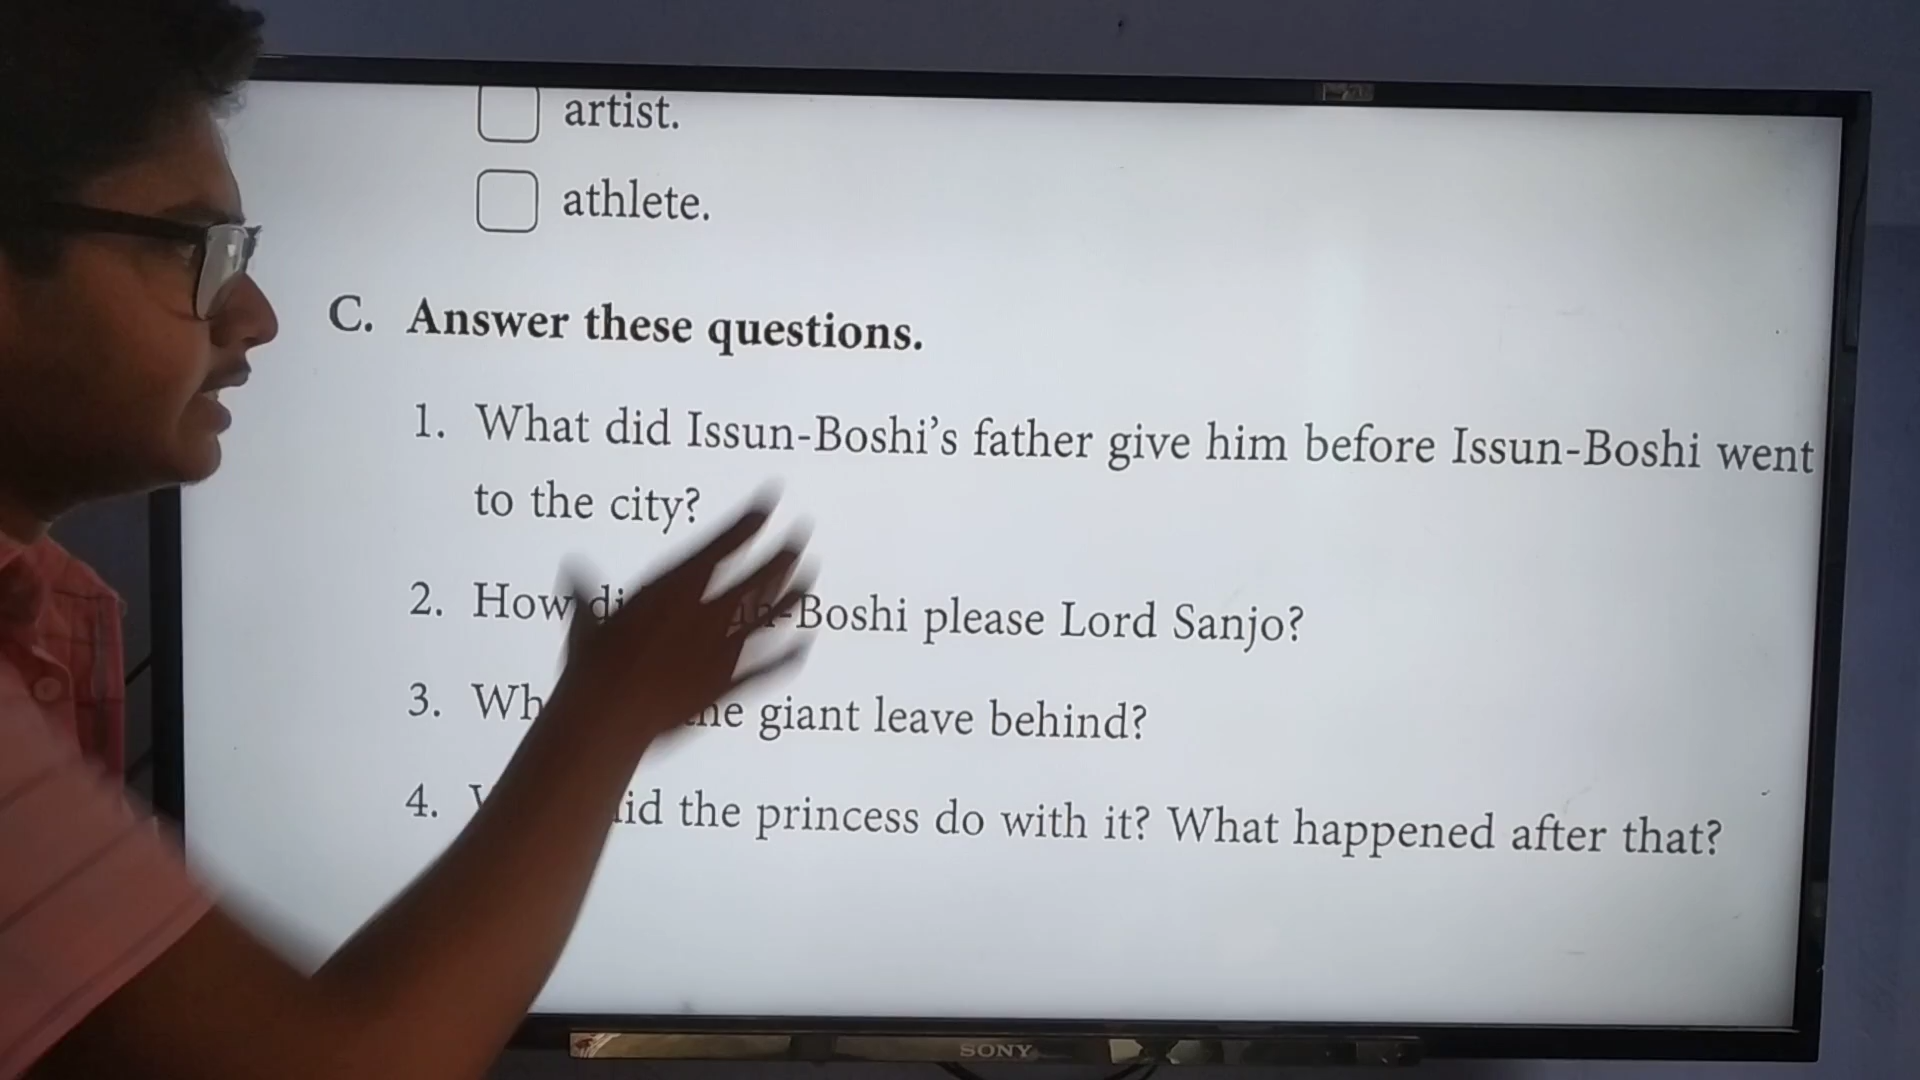 artist.
athlete.
C. Answer these questions.
1. What did Issun-Boshi's father give him before Issun-Boshi went
to the city?
2. How Boshi please Lord Sanjo?
3. giant leave behind?
4. the princess do with it? What happened after that?
SONY